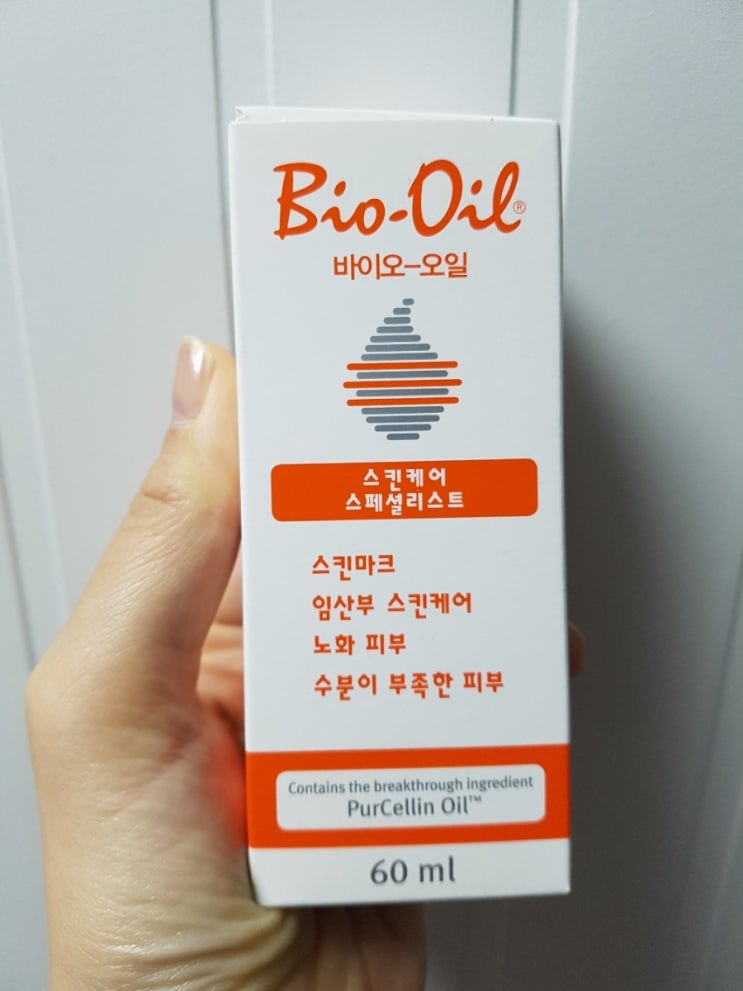 Bio-Oil®
바이오-오일
스킨케어
스페셜리스트
스킨마크
임산부 스킨케어
노화 피부
수분이 부족한 피부
Contains the breakthrough ingredient
PurCellin Oil™
60 ml